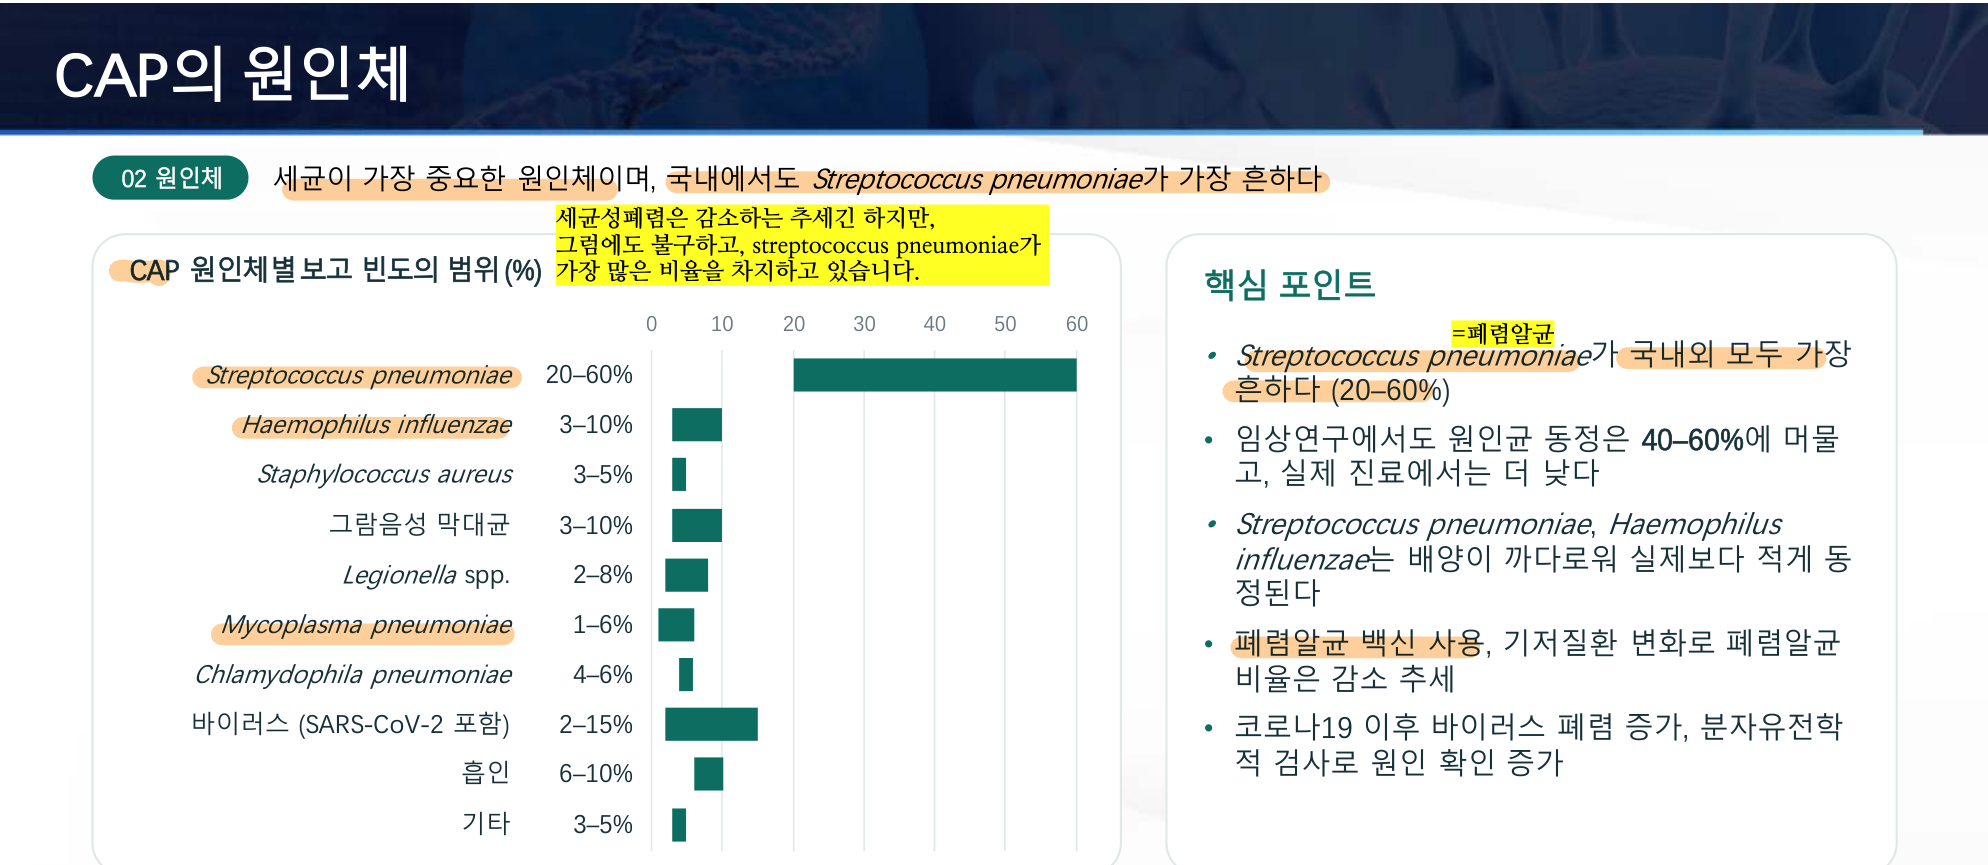 CAP의 원인체
02 원인체
세균이 가장 중요한 원인체이며, 국내에서도 Streptococcus pneumoniae가 가장 흔하다
세균성폐렴은 감소하는 추세긴 하지만,
그럼에도 불구하고, streptococcus pneumoniae가
가장 많은 비율을 차지하고 있습니다.
CAP 원인체별 보고 빈도의 범위 (%)
0 10 20 30 40 50 60
Streptococcus pneumoniae 20–60%
Haemophilus influenzae 3–10%
Staphylococcus aureus 3–5%
그람음성 막대균 3–10%
Legionella spp. 2–8%
Mycoplasma pneumoniae 1–6%
Chlamydophila pneumoniae 4–6%
바이러스 (SARS-CoV-2 포함) 2–15%
흡인 6–10%
기타 3–5%
핵심 포인트
=폐렴알균
• Streptococcus pneumoniae가 국내외 모두 가장
흔하다 (20–60%)
• 임상연구에서도 원인균 동정은 40–60%에 머물
고, 실제 진료에서는 더 낮다
• Streptococcus pneumoniae, Haemophilus
influenzae는 배양이 까다로워 실제보다 적게 동
정된다
• 폐렴알균 백신 사용, 기저질환 변화로 폐렴알균
비율은 감소 추세
• 코로나19 이후 바이러스 폐렴 증가, 분자유전학
적 검사로 원인 확인 증가